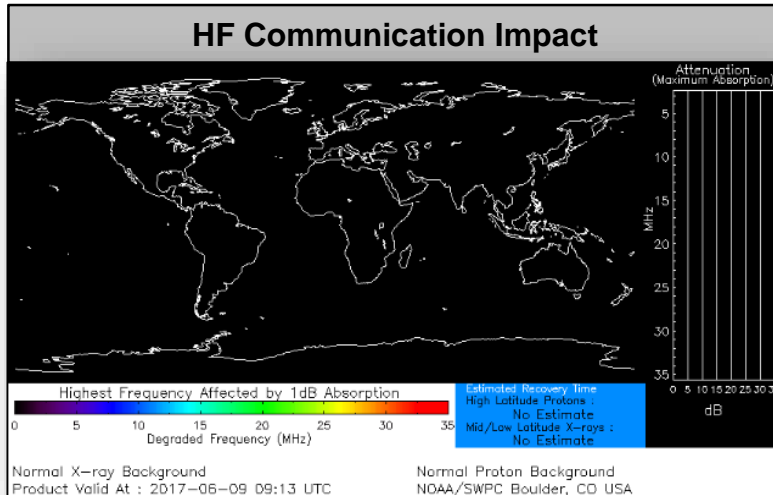 HF Communication Impact
Attenuation
(Maximum Absorption)
5
10
15
20
25
30
35
MHz
0 5 10 15 20 25 30 3
dB
Highest Frequency Affected by 1dB Absorption
0 5 10 15 20 25 30 35
Degraded Frequency (MHz)
Estimated Recovery Time
High Latitude Protons :
No Estimate
Mid/Low Latitude X-rays :
No Estimate
Normal X-ray Background
Product Valid At : 2017-06-09 09:13 UTC
Normal Proton Background
NOAA/SWPC Boulder, CO USA